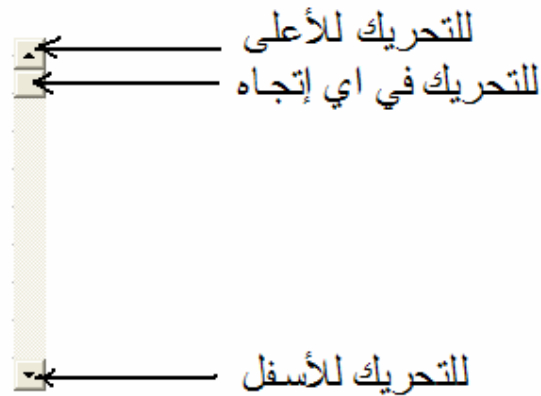 للتحريك للأعلى
للتحريك في اي إتجاه
للتحريك للأسفل